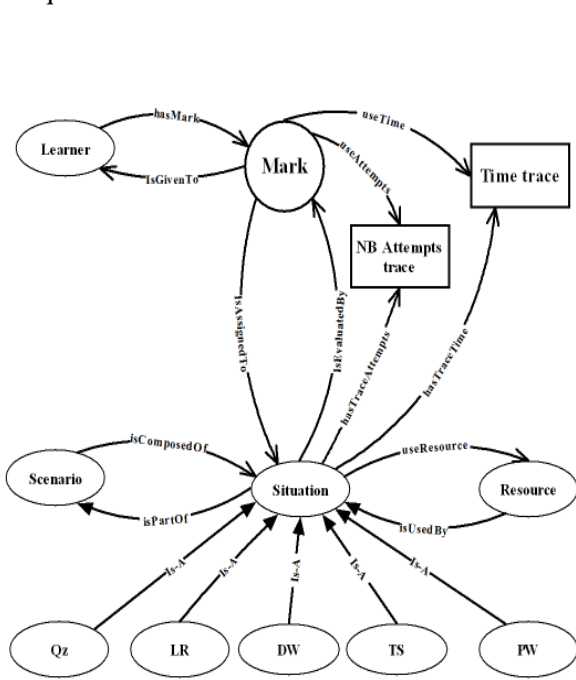 hasMark
useTime
Learner
Mark
useAttempts
Time trace
IsGivenTo
NB Attempts
trace
IsAssignedTo
IsEvaluatedBy
hasTraceAttempts
hasTraceTime
isComposedOf
useResource
Scenario
Situation
Resource
isPartOf
isUsedBy
Is-A
Is-A
Is-A
Is-A
Is-A
Qz
LR
DW
TS
PW